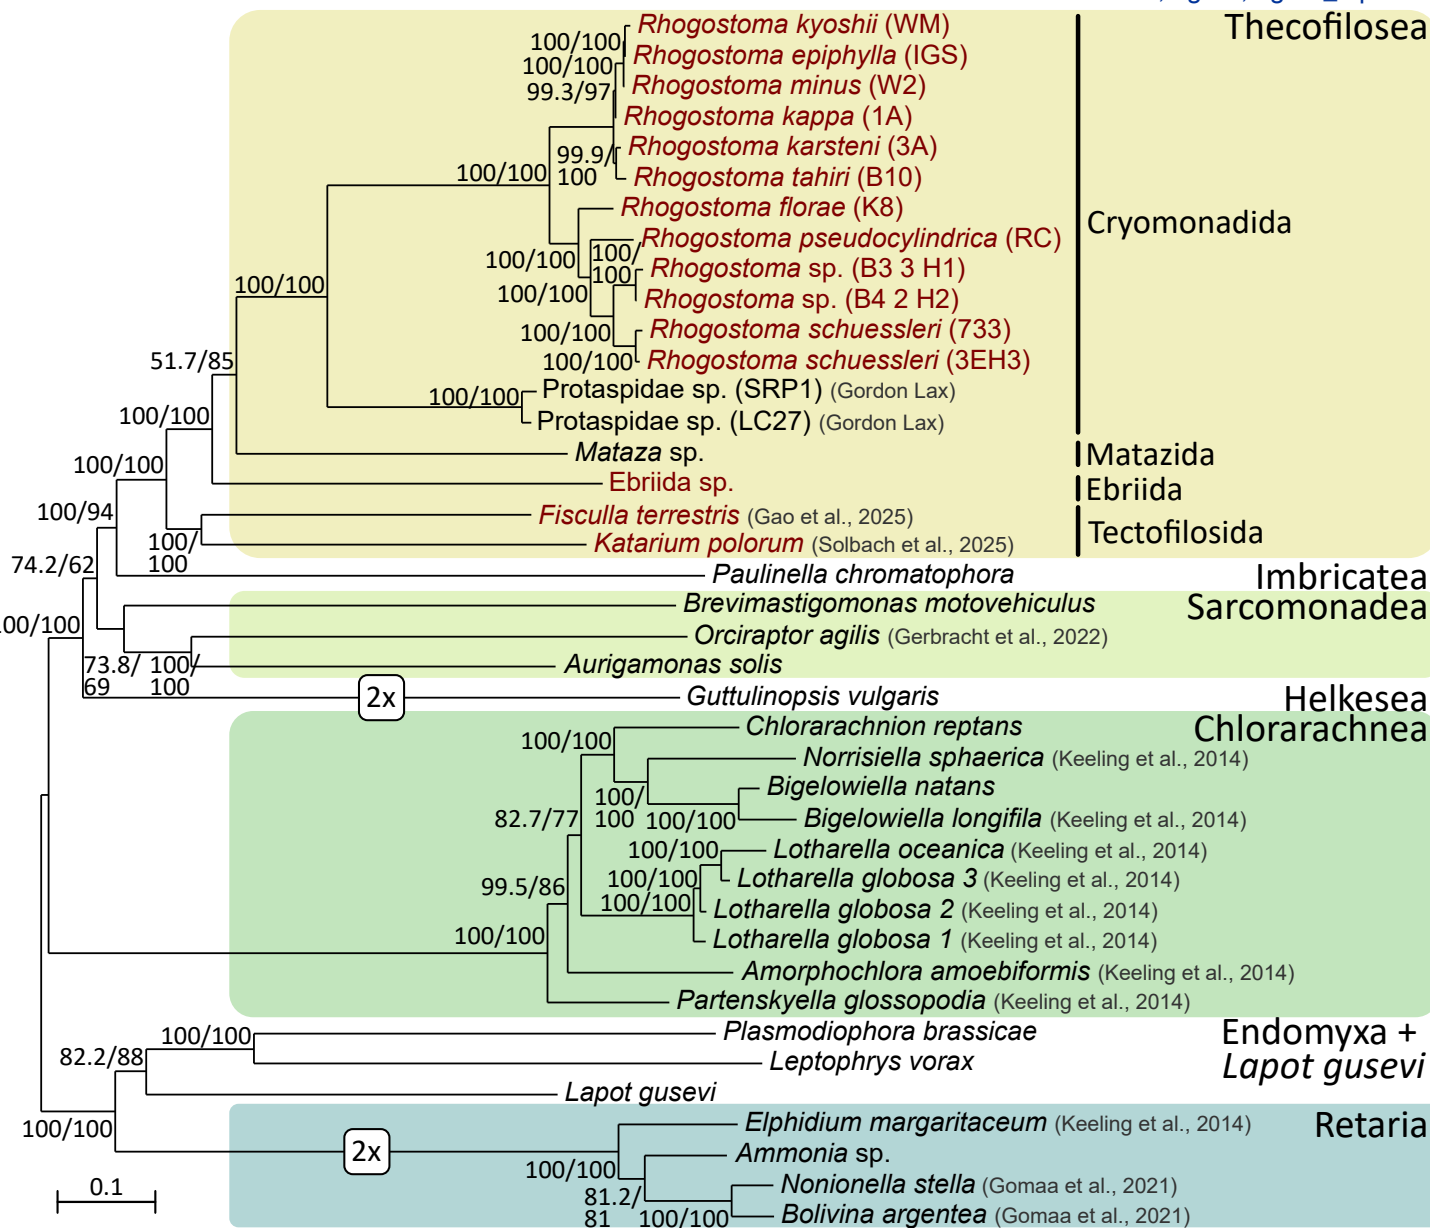 Thecofilosea
Rhogostoma kyoshii (WM)
100/100
Rhogostoma epiphylla (IGS)
100/100
Rhogostoma minus (W2)
99.3/97
Rhogostoma kappa (1A)
Rhogostoma karsteni (3A)
99.9/
100
Rhogostoma tahiri (B10)
100/100
Rhogostoma florae (K8)
Cryomonadida
Rhogostoma pseudocylindrica (RC)
100/100
100/
100
Rhogostoma sp. (B3 3 H1)
100/100
Rhogostoma sp. (B4 2 H2)
100/100
Rhogostoma schuessleri (733)
100/100
Rhogostoma schuessleri (3EH3)
100/100
51.7/85
Protaspidae sp. (SRP1) (Gordon Lax)
100/100
Protaspidae sp. (LC27) (Gordon Lax)
100/100
Mataza sp.
Matazida
100/100
Ebriida sp.
Ebriida
100/94
Fisculla terrestris (Gao et al., 2025)
Tectofilosida
100/
100
Katarium polorum (Solbach et al., 2025)
74.2/62
Paulinella chromatophora
Imbricatea
Brevimastigomonas motovehiculus
Sarcomonadea
00/100
Orciraptor agilis (Gerbracht et al., 2022)
73.8/
69
100/
100
Aurigamonas solis
2x
Guttulinopsis vulgaris
Helkesea
Chlorarachnea
Chlorarachnion reptans
100/100
Norrisiella sphaerica (Keeling et al., 2014)
Bigelowiella natans
100/
100
82.7/77
100/100
Bigelowiella longifila (Keeling et al., 2014)
100/100
Lotharella oceanica (Keeling et al., 2014)
99.5/86
100/100
Lotharella globosa 3 (Keeling et al., 2014)
100/100
Lotharella globosa 2 (Keeling et al., 2014)
100/100
Lotharella globosa 1 (Keeling et al., 2014)
Amorphochlora amoebiformis (Keeling et al., 2014)
Partenskyella glossopodia (Keeling et al., 2014)
100/100
Plasmodiophora brassicae
Endomyxa +
Lapot gusevi
82.2/88
Leptophrys vorax
Lapot gusevi
100/100
Elphidium margaritaceum (Keeling et al., 2014)
Retaria
2x
Ammonia sp.
100/100
0.1
81.2/
81
Nonionella stella (Gomaa et al., 2021)
100/100
Bolivina argentea (Gomaa et al., 2021)